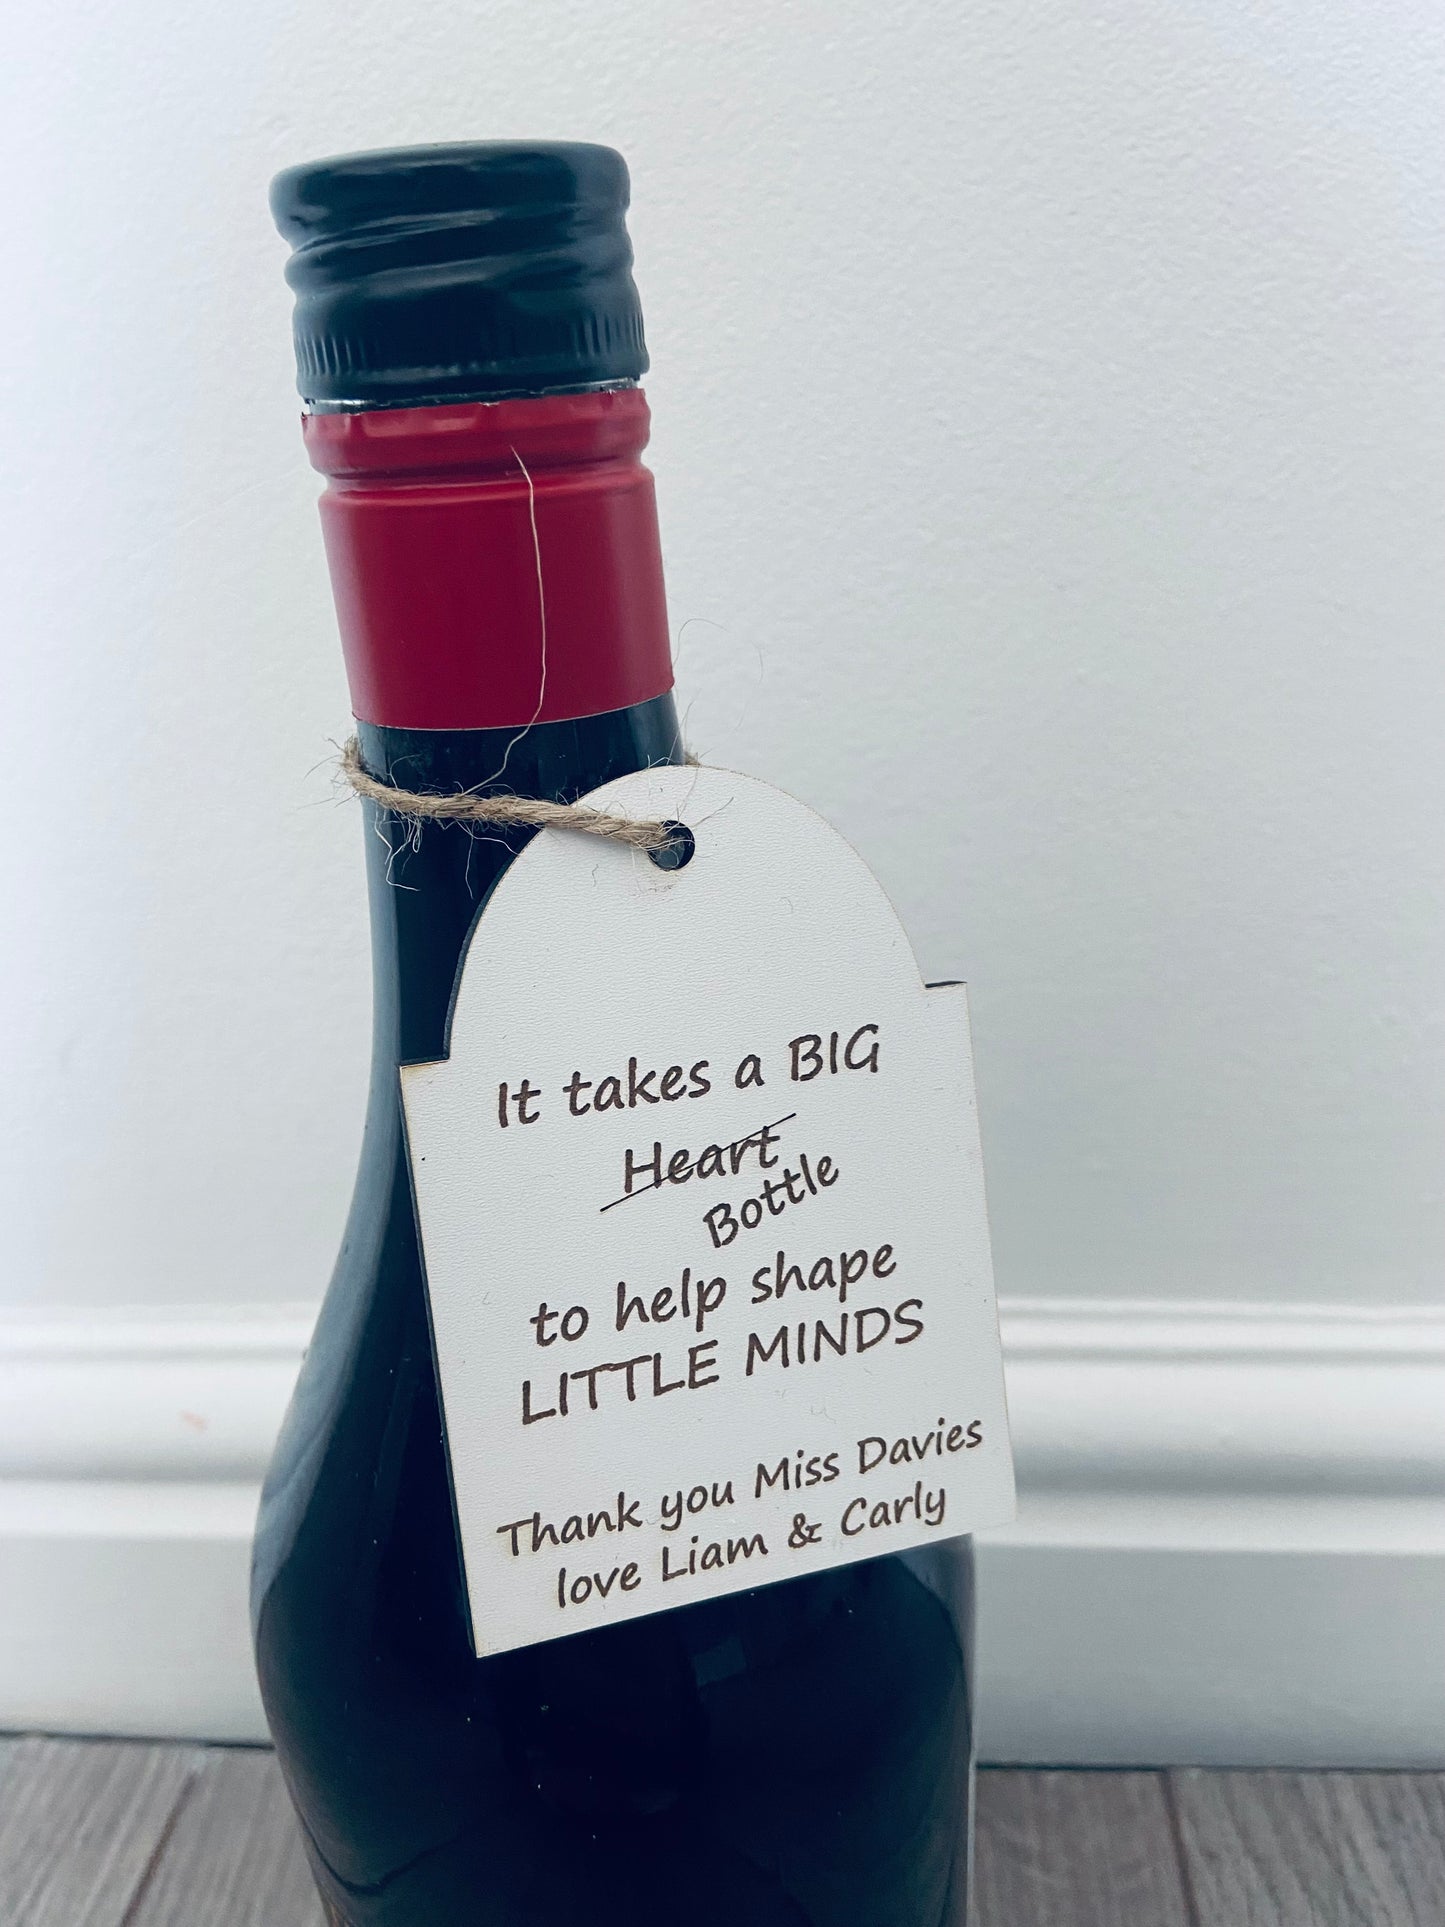 It takes a BIG
Heart
Bottle
to help shape
LITTLE MINDS
Thank you Miss Davies
love Liam & Carly